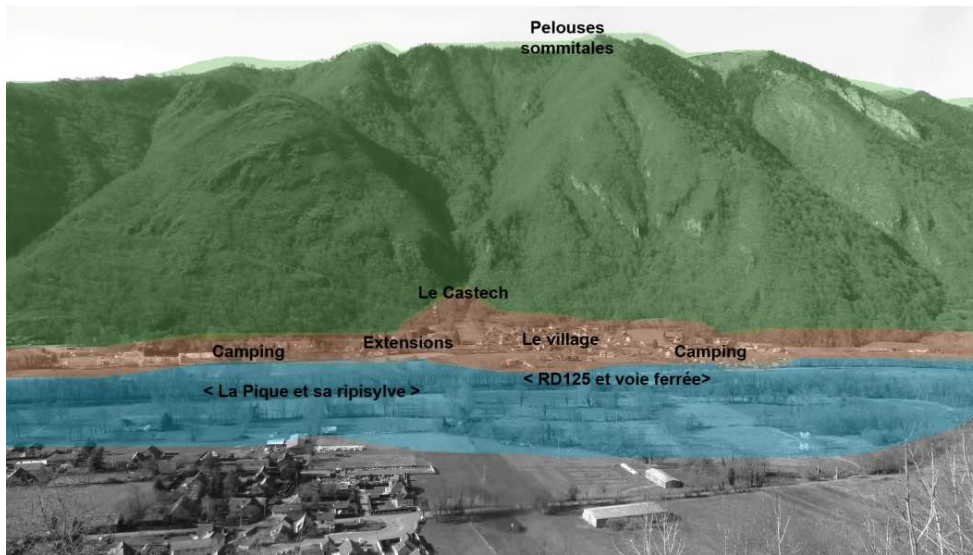 Pelouses
sommitales
Le Castech
Extensions
Le village
Camping
Camping
< La Pique et sa ripisylve >
< RD125 et voie ferrée>